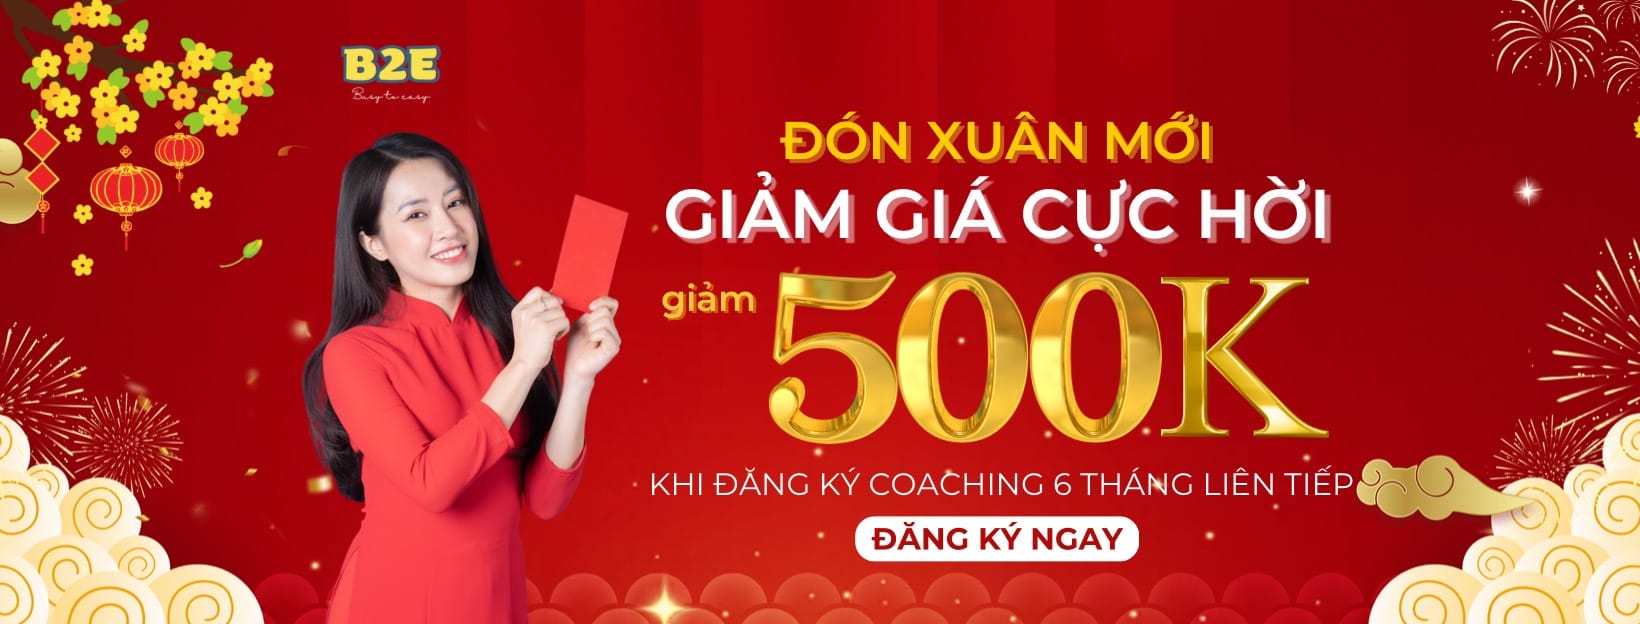 B2E
Busy to easy
ĐÓN XUÂN MỚI
GIẢM GIÁ CỰC HỜI
giảm 500K
KHI ĐĂNG KÝ COACHING 6 THÁNG LIÊN TIẾP
ĐĂNG KÝ NGAY